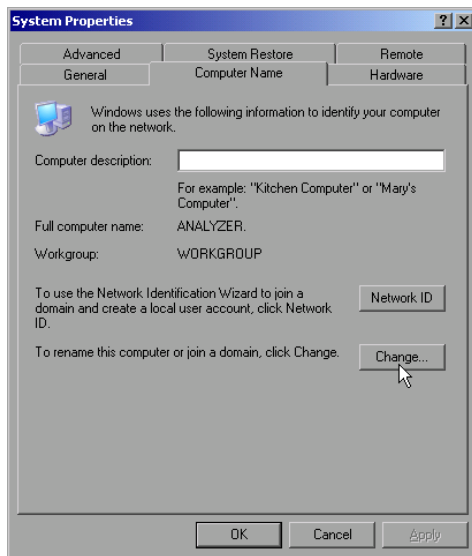 System Properties
Advanced System Restore Remote
General Computer Name Hardware
Windows uses the following information to identify your computer
on the network.
Computer description:
For example: "Kitchen Computer" or "Mary's
Computer".
Full computer name: ANALYZER.
Workgroup: WORKGROUP
To use the Network Identification Wizard to join a
domain and create a local user account, click Network
ID.
Network ID
To rename this computer or join a domain, click Change.
Change...
OK Cancel Apply